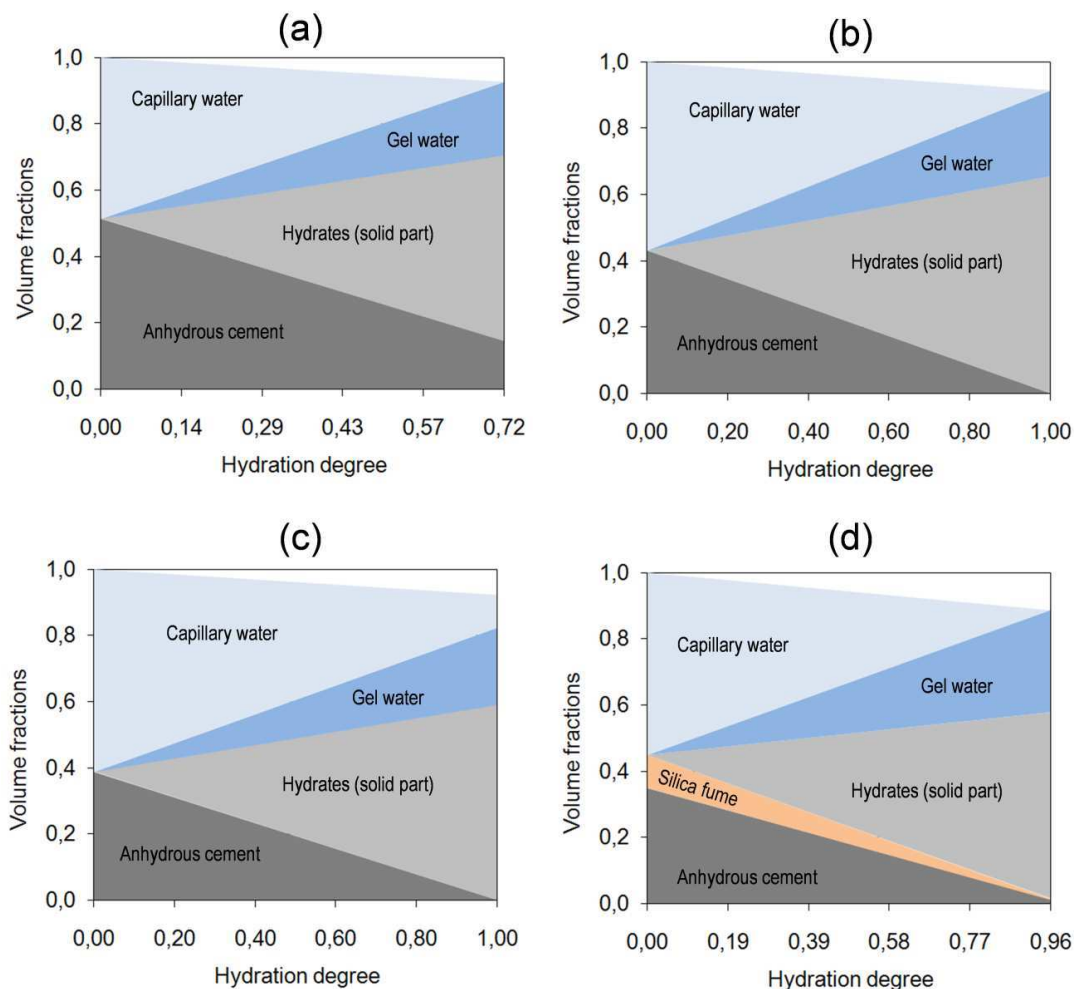 (a)
Volume fractions
1,0
0,8
0,6
0,4
0,2
0,0
Capillary water
Gel water
Hydrates (solid part)
Anhydrous cement
0,00 0,14 0,29 0,43 0,57 0,72
Hydration degree
(b)
Volume fractions
1,0
0,8
0,6
0,4
0,2
0,0
Capillary water
Gel water
Hydrates (solid part)
Anhydrous cement
0,00 0,20 0,40 0,60 0,80 1,00
Hydration degree
(c)
Volume fractions
1,0
0,8
0,6
0,4
0,2
0,0
Capillary water
Gel water
Hydrates (solid part)
Anhydrous cement
0,00 0,20 0,40 0,60 0,80 1,00
Hydration degree
(d)
Volume fractions
1,0
0,8
0,6
0,4
0,2
0,0
Capillary water
Gel water
Silica fume
Hydrates (solid part)
Anhydrous cement
0,00 0,19 0,39 0,58 0,77 0,96
Hydration degree